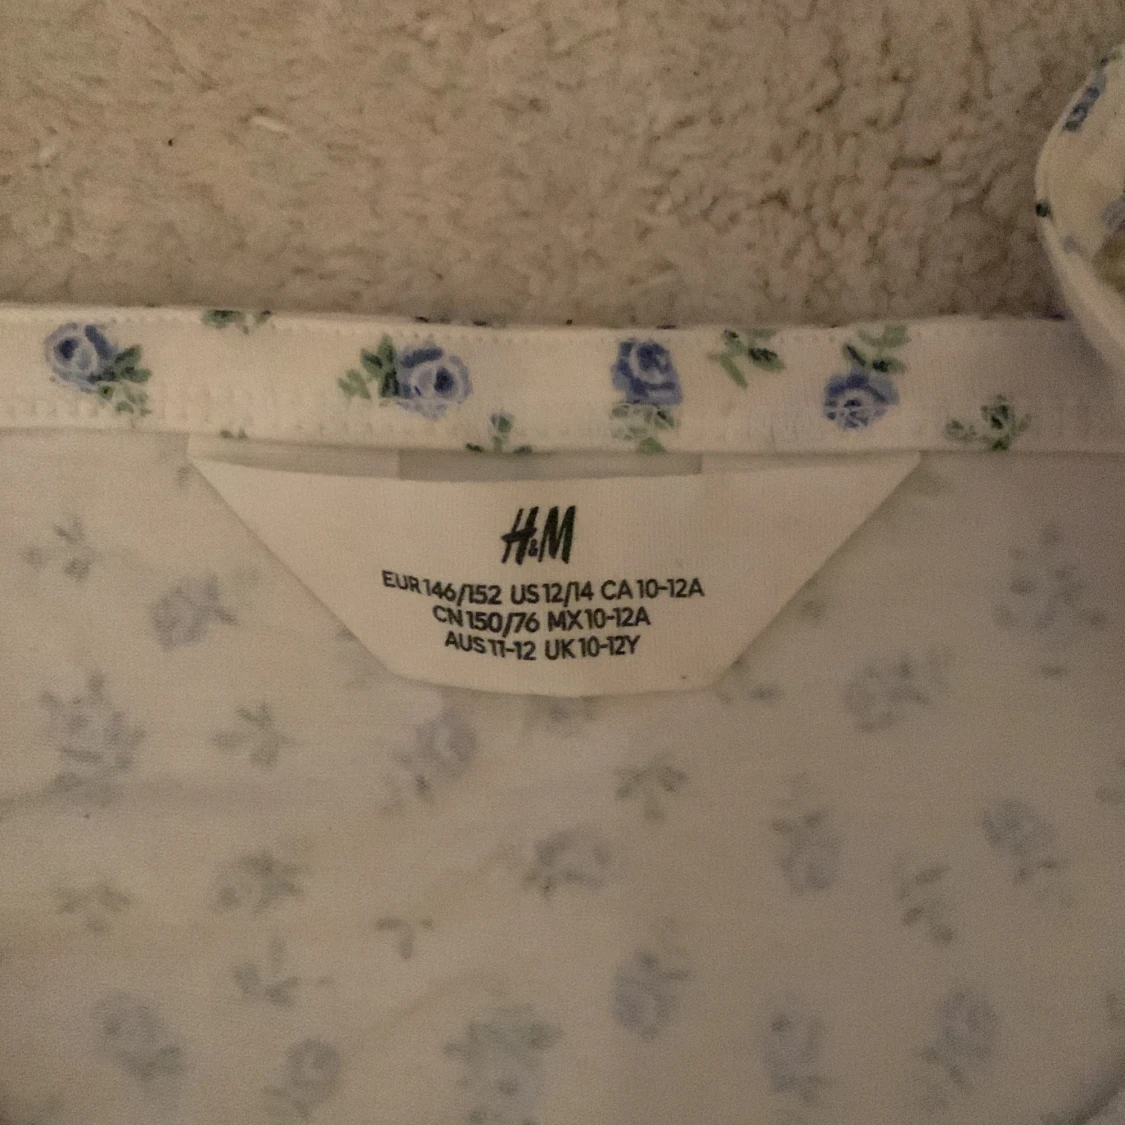 H&M
EUR 146/152 US 12/14 CA 10-12A
CN 150/76 MX 10-12A
AUS 11-12 UK 10-12Y